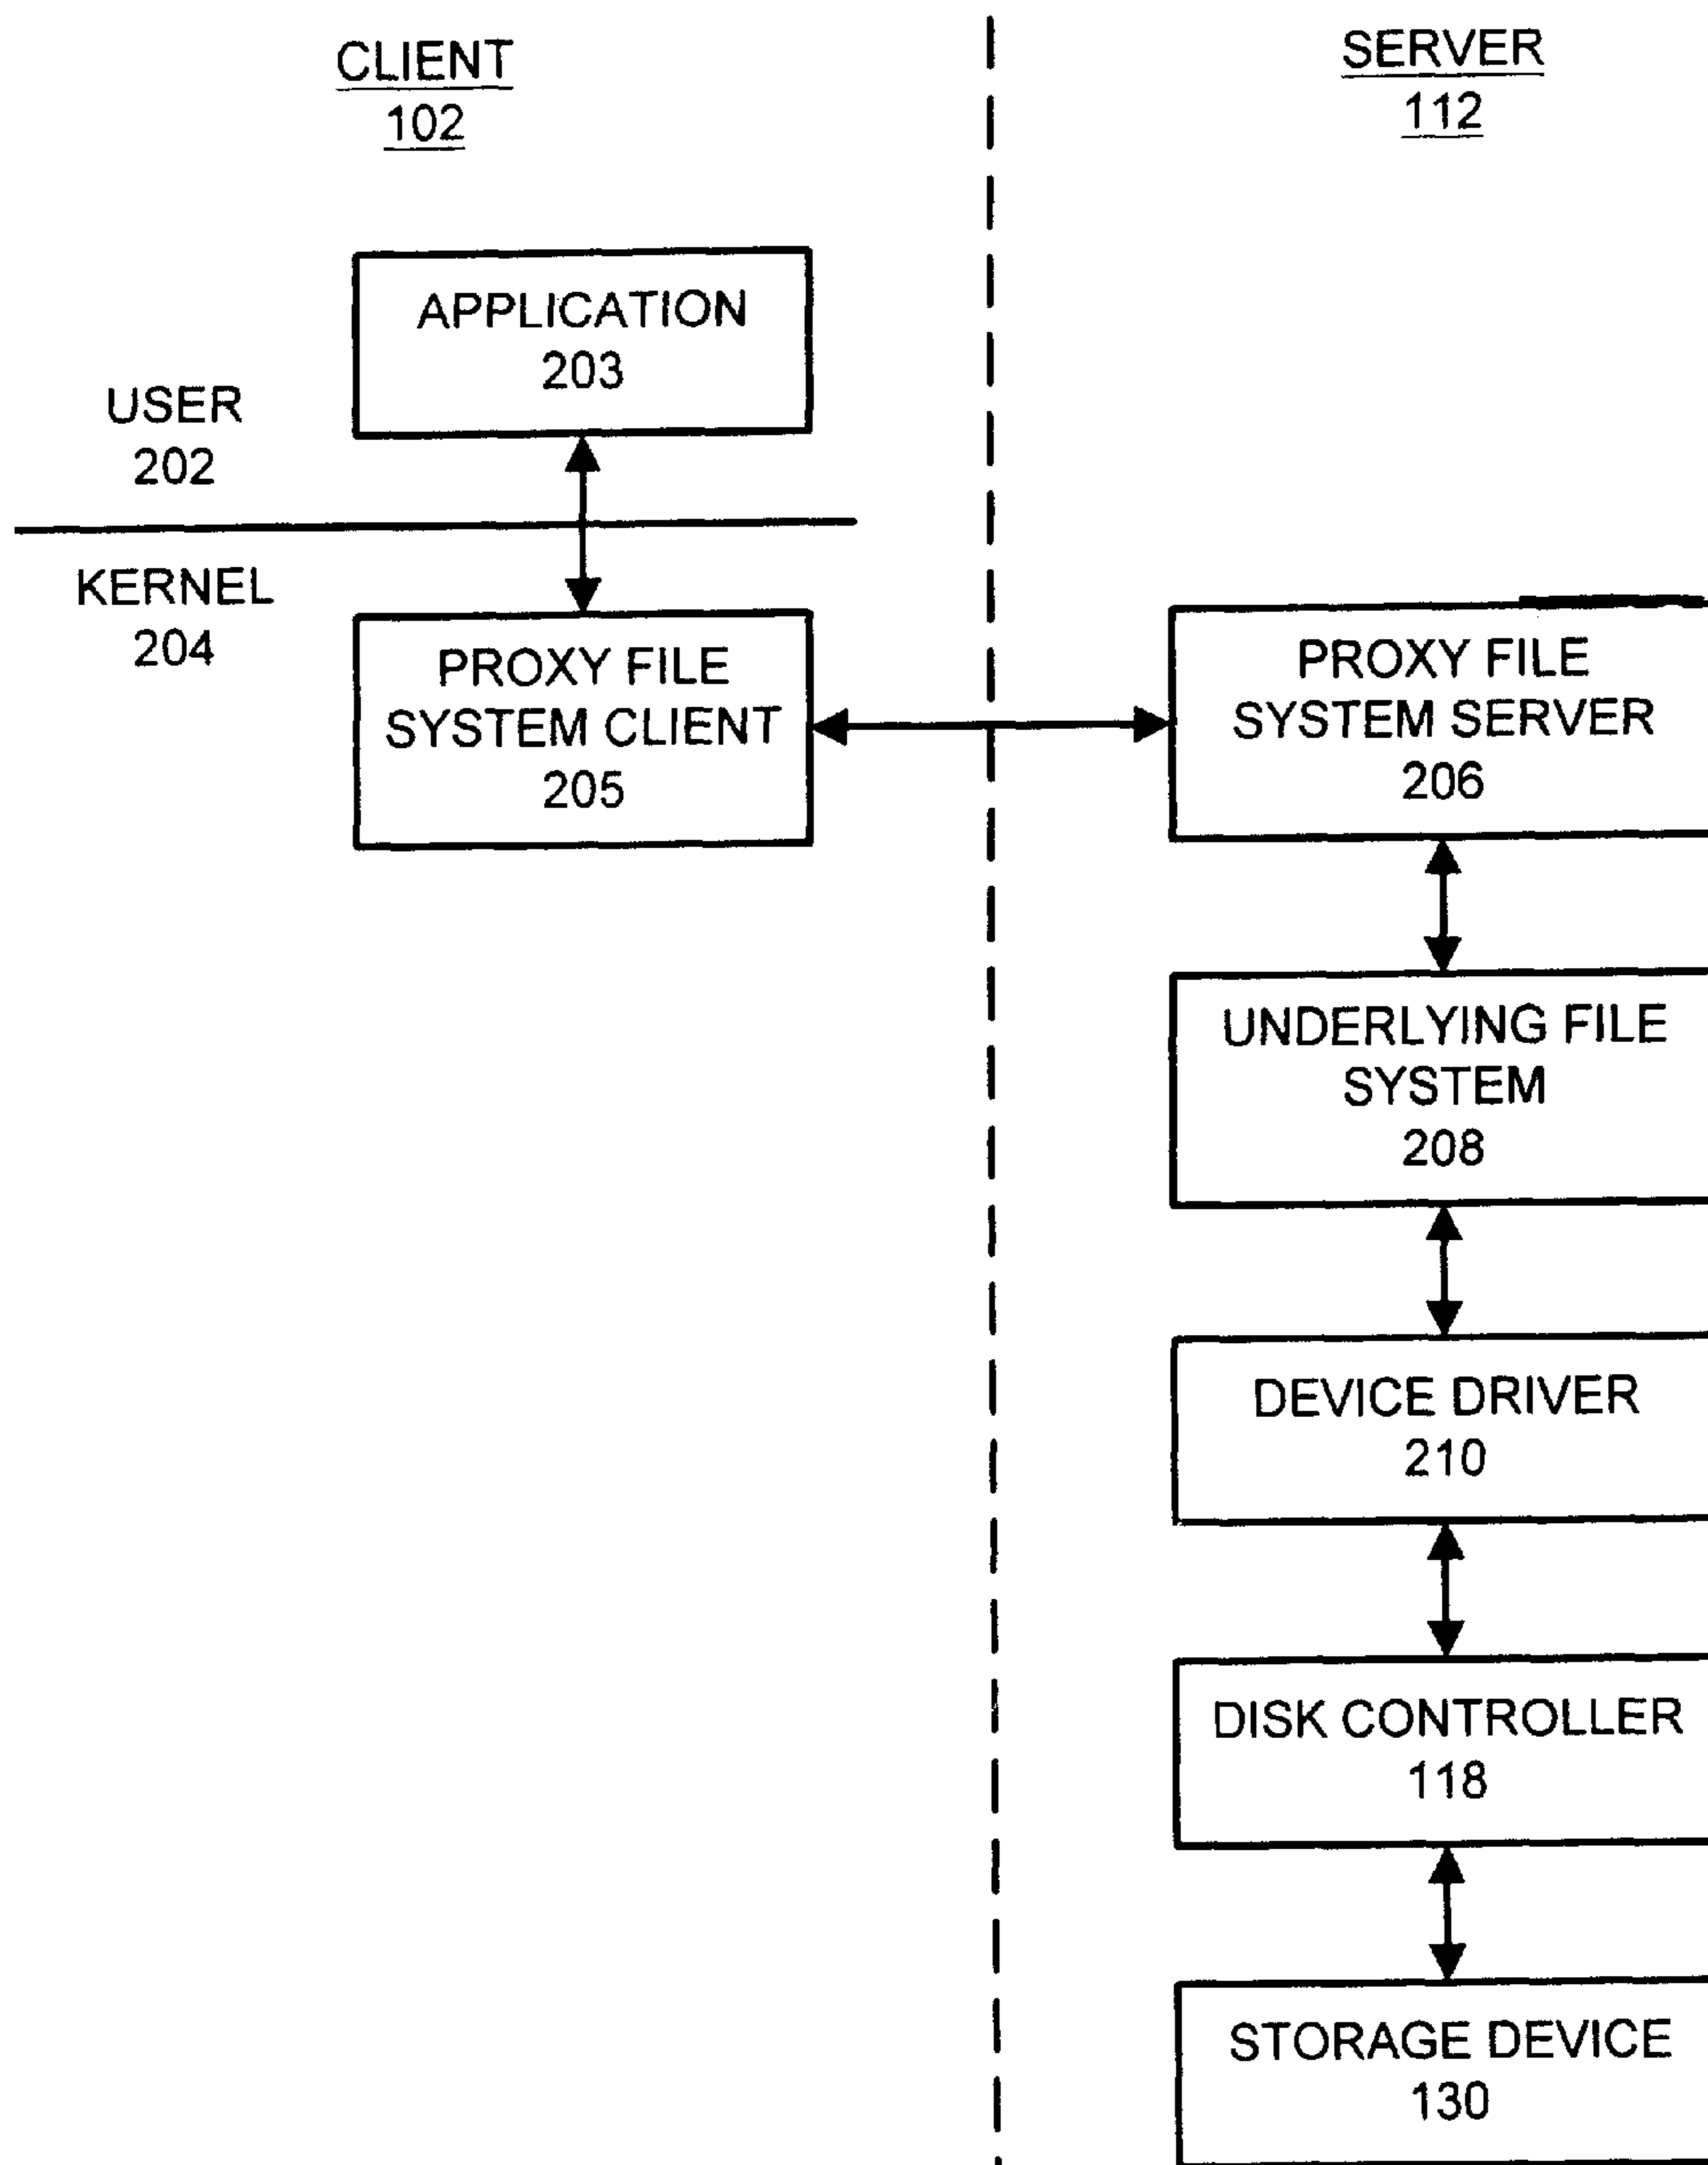 CLIENT
102
SERVER
112
APPLICATION
203
USER
202
KERNEL
204
PROXY FILE
SYSTEM CLIENT
205
PROXY FILE
SYSTEM SERVER
206
UNDERLYING FILE
SYSTEM
208
DEVICE DRIVER
210
DISK CONTROLLER
118
STORAGE DEVICE
130